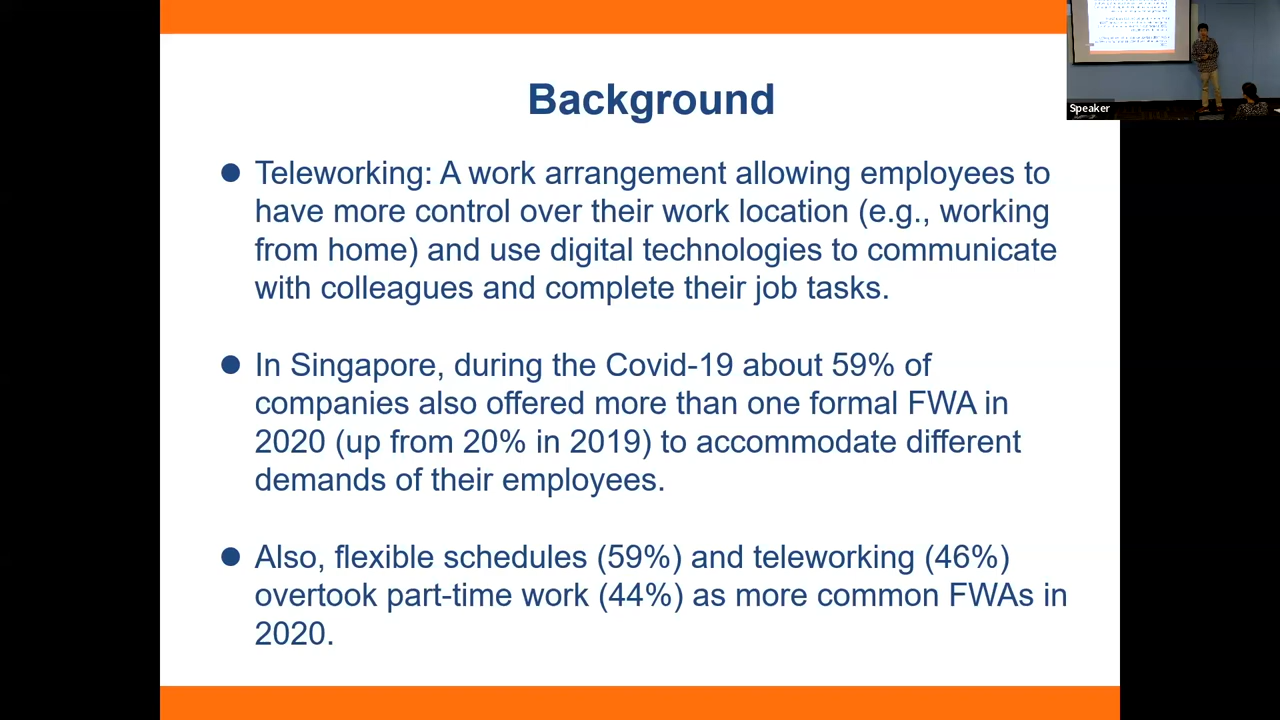 Background
Teleworking: A work arrangement allowing employees to
have more control over their work location (e.g., working
from home) and use digital technologies to communicate
with colleagues and complete their job tasks.
In Singapore, during the Covid-19 about 59% of
companies also offered more than one formal FWA in
2020 (up from 20% in 2019) to accommodate different
demands of their employees.
Also, flexible schedules (59%) and teleworking (46%)
overtook part-time work (44%) as more common FWAs in
2020.
Speaker